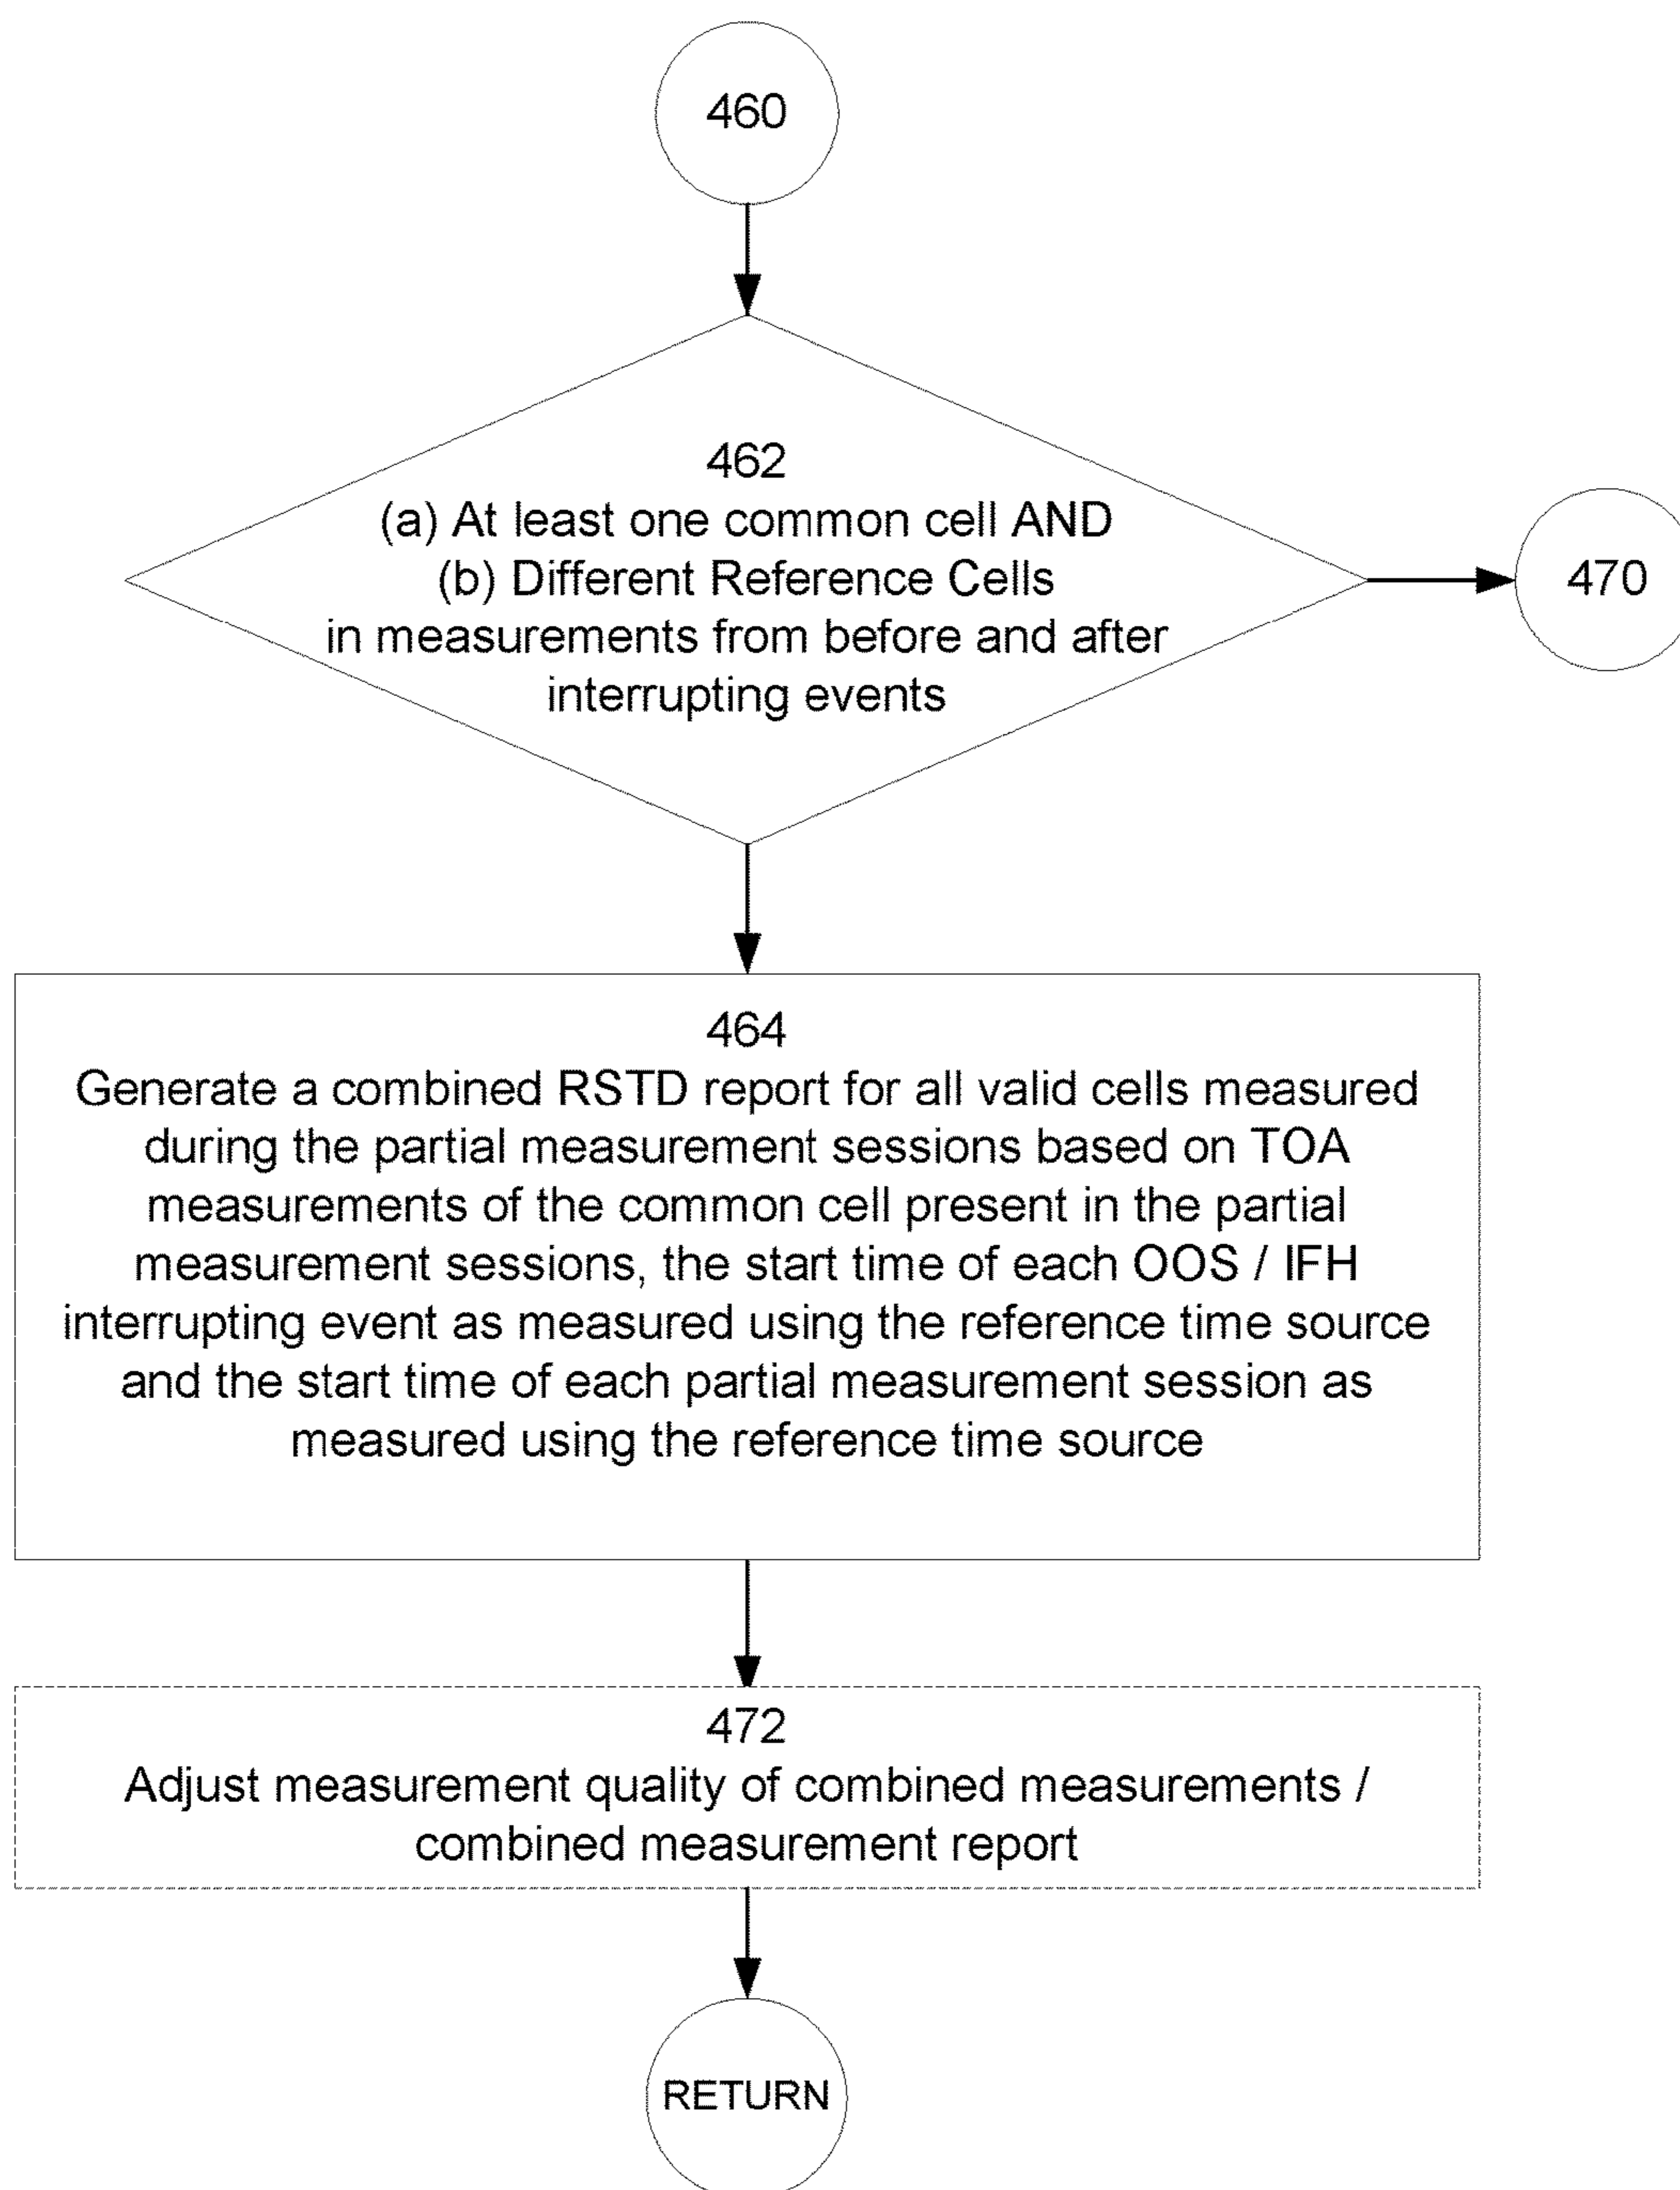 460
462
(a) At least one common cell AND
(b) Different Reference Cells
in measurements from before and after
interrupting events
470
464
Generate a combined RSTD report for all valid cells measured
during the partial measurement sessions based on TOA
measurements of the common cell present in the partial
measurement sessions, the start time of each OOS / IFH
interrupting event as measured using the reference time source
and the start time of each partial measurement session as
measured using the reference time source
472
Adjust measurement quality of combined measurements /
combined measurement report
RETURN